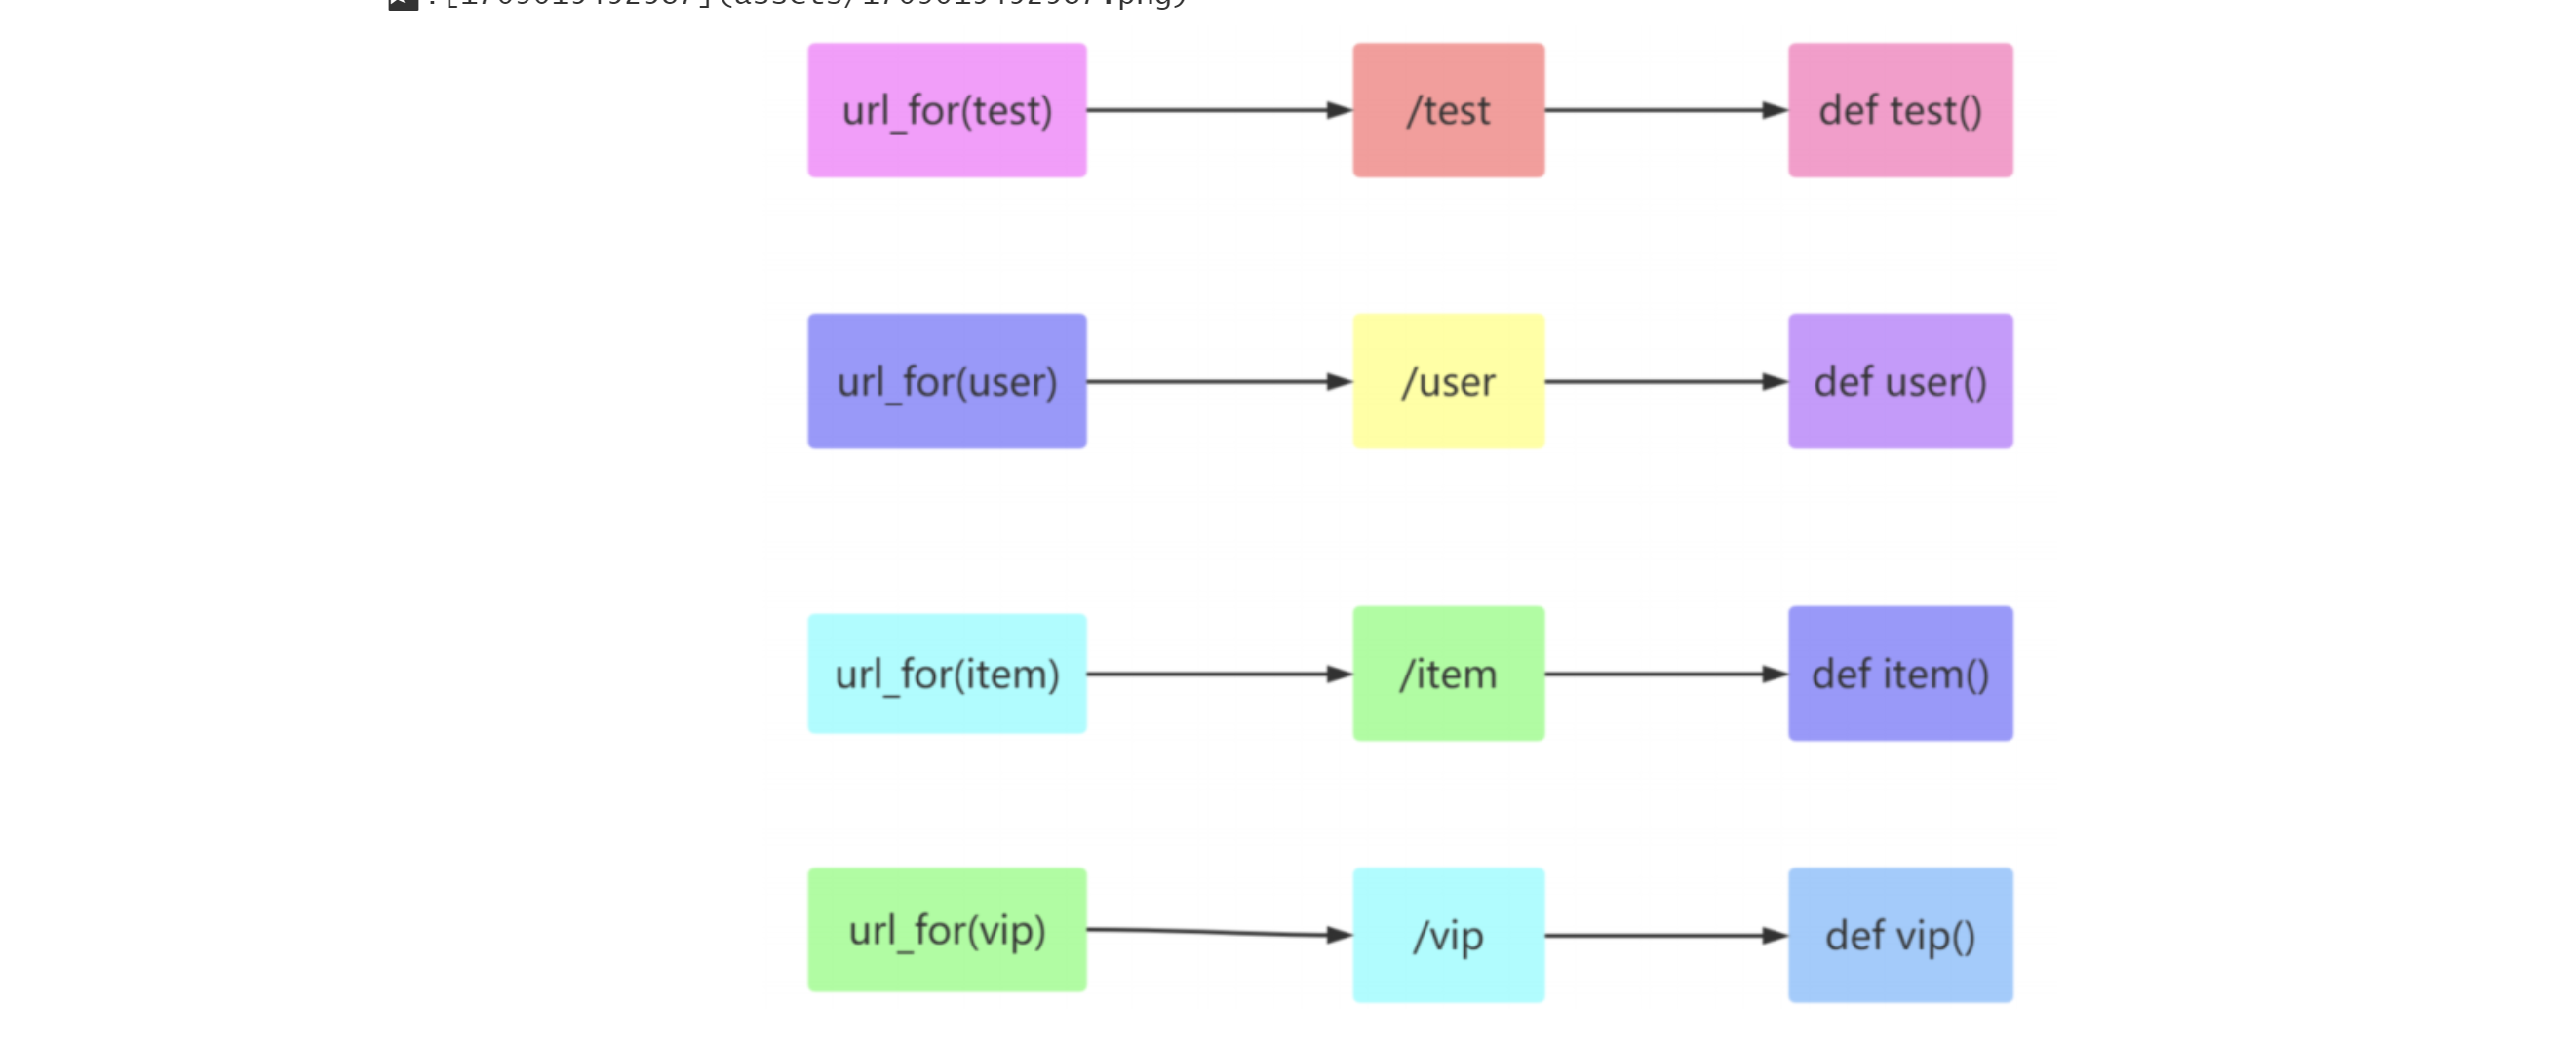 url_for(test) /test def test()
url_for(user) /user def user()
url_for(item) /item def item()
url_for(vip) /vip def vip()